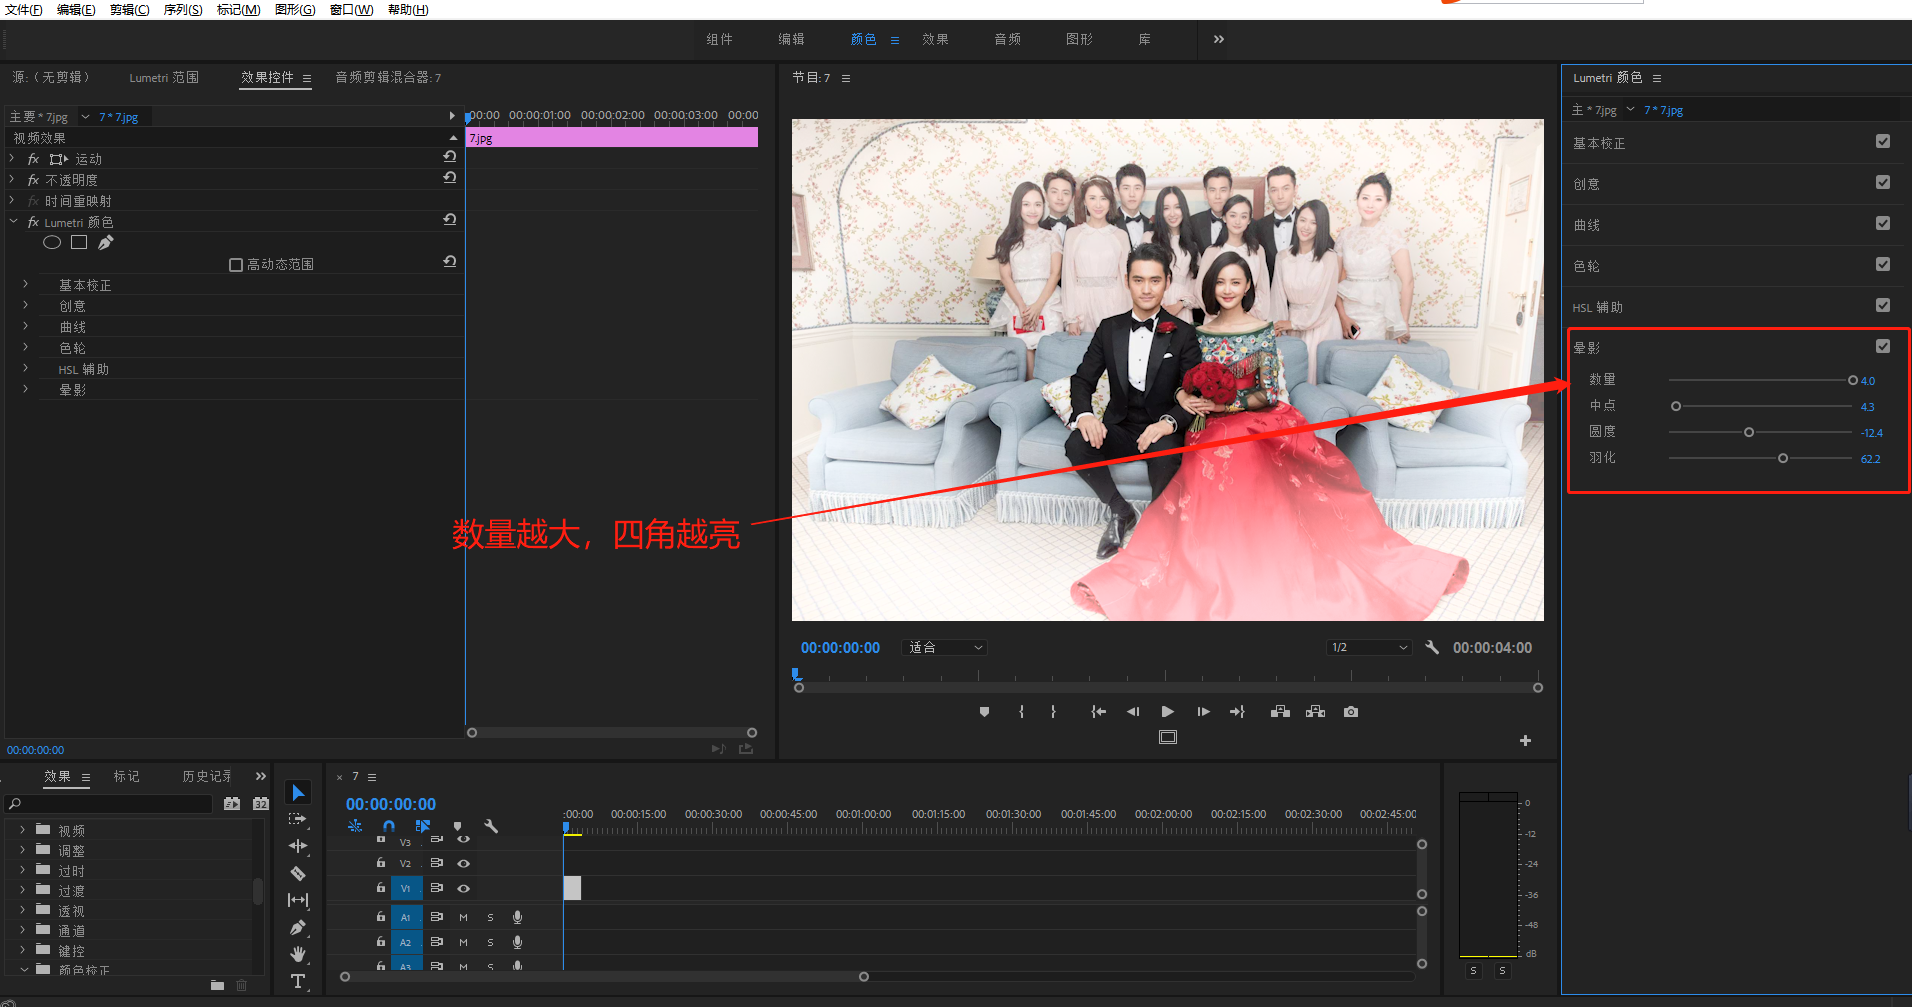 文件(F) 编辑(E) 剪辑(C) 序列(S) 标记(M) 图形(G) 窗口(W) 帮助(H)
组件 编辑 颜色 效果 音频 图形 库
源:（无剪辑） Lumetri 范围 效果控件 音频剪辑混合器: 7
节目: 7
Lumetri 颜色
主要 * 7.jpg 7 * 7.jpg
:00:00 00:00:01:00 00:00:02:00 00:00:03:00 00:00
主 * 7.jpg 7 * 7.jpg
视频效果
7.jpg
fx 运动
fx 不透明度
fx 时间重映射
fx Lumetri 颜色
高动态范围
基本校正
创意
曲线
色轮
HSL 辅助
晕影
基本校正
创意
曲线
色轮
HSL 辅助
晕影
数量 4.0
中点 4.3
圆度 -12.4
羽化 62.2
数量越大，四角越亮
00:00:00:00 适合 1/2 00:00:04:00
00:00:00:00
效果 标记 历史记录
32
视频
调整
过时
过渡
透视
通道
键控
颜色校正
× 7
00:00:00:00
:00:00 00:00:15:00 00:00:30:00 00:00:45:00 00:01:00:00 00:01:15:00 00:01:30:00 00:01:45:00 00:02:00:00 00:02:15:00 00:02:30:00 00:02:45:00
V3
V2
V1
A1 M S
A2 M S
A3 M S
T
0
-12
-24
-36
-48
dB
S S